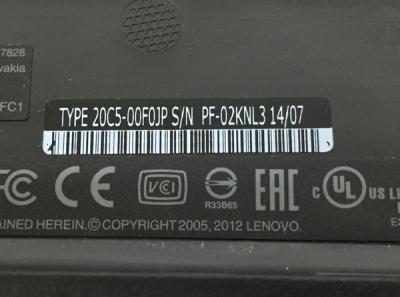 7828
vakia
FC1
TYPE 20C5-00F0JP S/N PF-02KNL3 14/07
FC CE VCI R33B65 EAC c UL US LI
AINED HEREIN. © COPYRIGHT 2005, 2012 LENOVO.